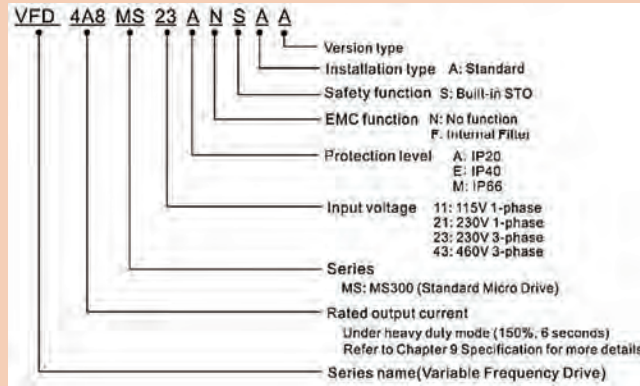 VFD 4A8 MS 23 A N S A A
Version type
Installation type A: Standard
Safety function S: Built-in STO
EMC function N: No function
F: Internal Filter
Protection level A: IP20
E: IP40
M: IP66
Input voltage 11: 115V 1-phase
21: 230V 1-phase
23: 230V 3-phase
43: 460V 3-phase
Series
MS: MS300 (Standard Micro Drive)
Rated output current
Under heavy duty mode (150%, 6 seconds)
Refer to Chapter 9 Specification for more details
Series name(Variable Frequency Drive)